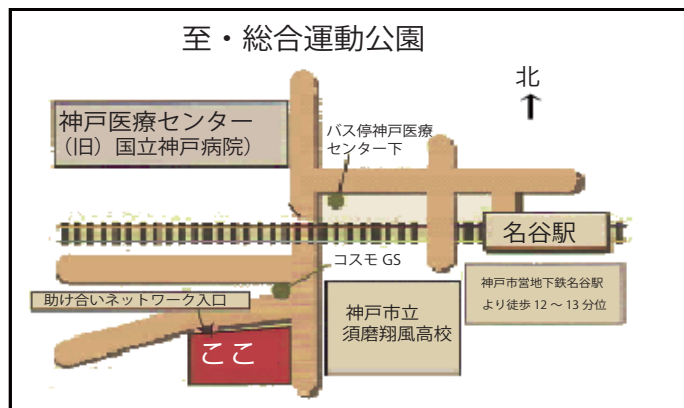 至・総合運動公園
北
神戸医療センター
（旧）国立神戸病院）
バス停神戸医療
センター下
名谷駅
コスモ GS
神戸市営地下鉄名谷駅
より徒歩 12 〜 13 分位
助け合いネットワーク入口
神戸市立
須磨翔風高校
ここ